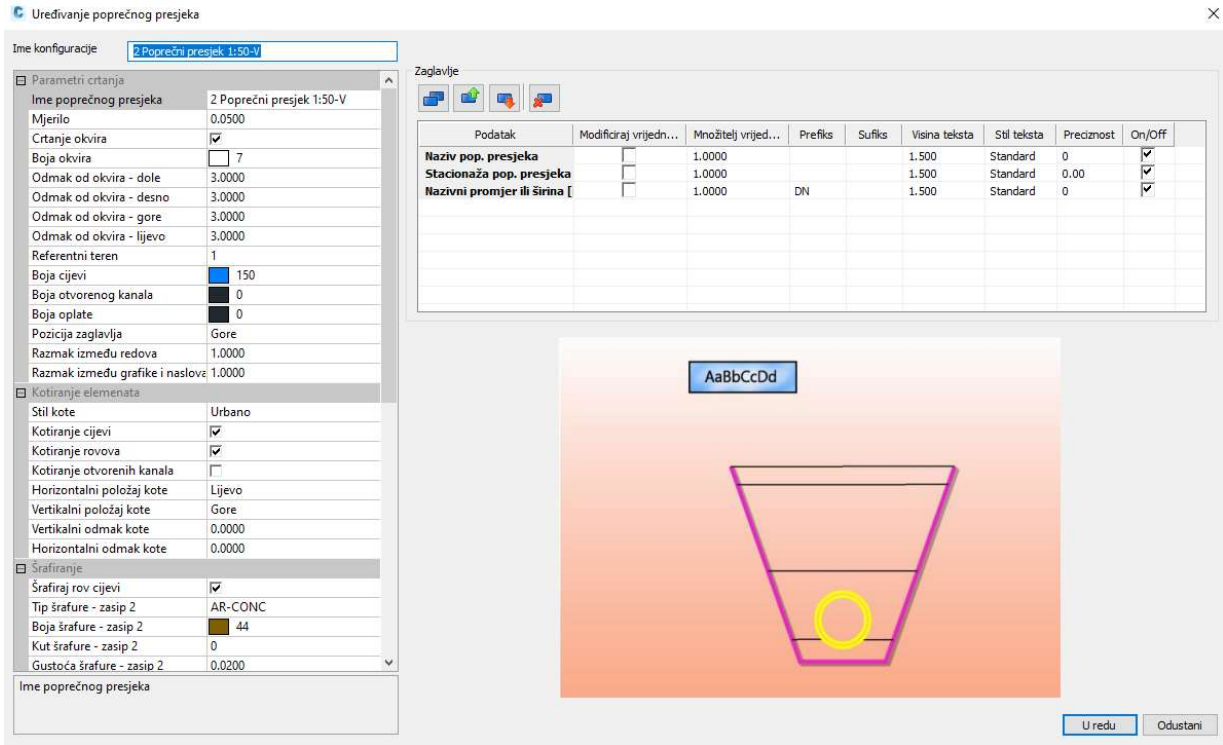 Uređivanje poprečnog presjeka
Ime konfiguracije 2 Poprečni presjek 1:50-V
Parametri crtanja
Ime poprečnog presjeka 2 Poprečni presjek 1:50-V
Mjerilo 0.0500
Crtanje okvira
Boja okvira 7
Odmak od okvira - dole 3.0000
Odmak od okvira - desno 3.0000
Odmak od okvira - gore 3.0000
Odmak od okvira - lijevo 3.0000
Referentni teren 1
Boja cijevi 150
Boja otvorenog kanala 0
Boja oplate 0
Pozicija zaglavlja Gore
Razmak između redova 1.0000
Razmak između grafike i naslova 1.0000
Kotiranje elemenata
Stil kote Urbano
Kotiranje cijevi
Kotiranje rovova
Kotiranje otvorenih kanala
Horizontalni položaj kote Lijevo
Vertikalni položaj kote Gore
Vertikalni odmak kote 0.0000
Horizontalni odmak kote 0.0000
Šrafiranje
Šrafiraj rov cijevi
Tip šrafure - zasip 2 AR-CONC
Boja šrafure - zasip 2 44
Kut šrafure - zasip 2 0
Gustoća šrafure - zasip 2 0.0200
Ime poprečnog presjeka
Zaglavlje
Podatak Modificiraj vrijedn... Množitelj vrijed... Prefiks Sufiks Visina teksta Stil teksta Preciznost On/Off
Naziv pop. presjeka 1.0000 1.500 Standard 0
Stacionaža pop. presjeka 1.0000 1.500 Standard 0.00
Nazivni promjer ili širina [ 1.0000 DN 1.500 Standard 0
AaBbCcDd
U redu Odustani